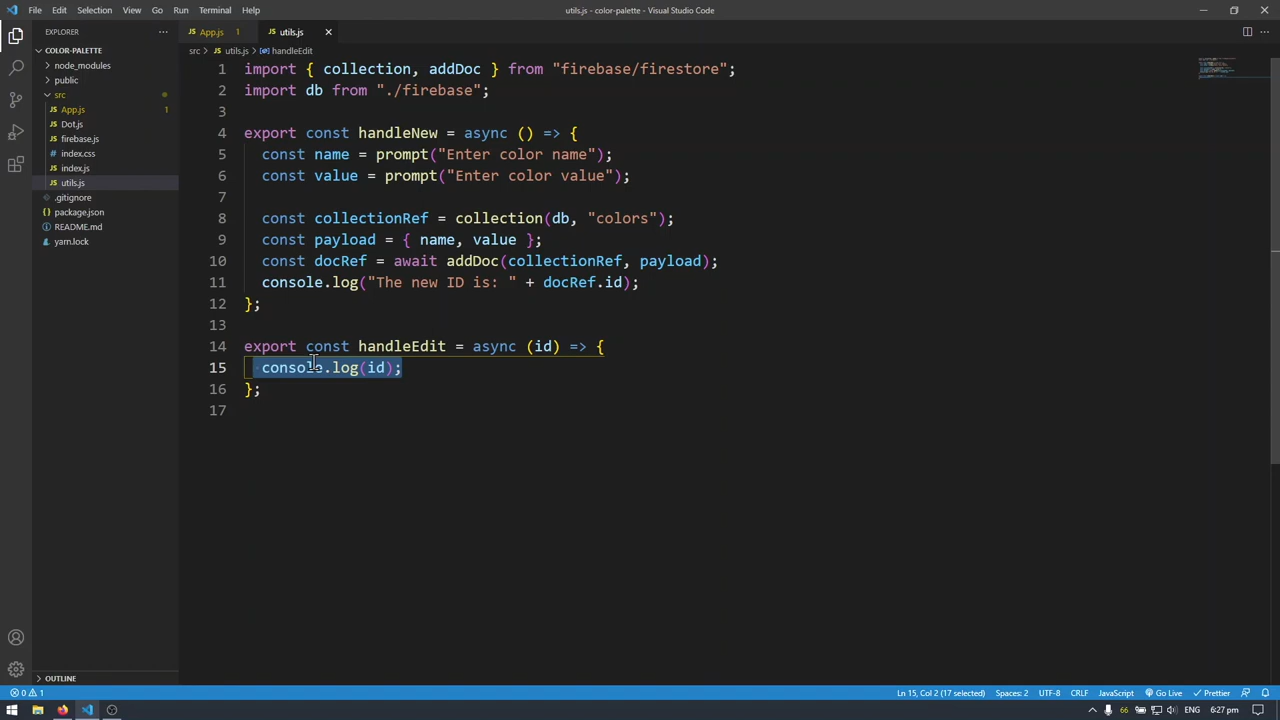 File Edit Selection View Go Run Terminal Help
utils.js - color-palette - Visual Studio Code
EXPLORER
App.js 1
utils.js
COLOR-PALETTE
src > utils.js > handleEdit
node_modules
public
src
App.js 1
Dot.js
firebase.js
index.css
index.js
utils.js
.gitignore
package.json
README.md
yarn.lock
1 import { collection, addDoc } from "firebase/firestore";
2 import db from "./firebase";
3
4 export const handleNew = async () => {
5 const name = prompt("Enter color name");
6 const value = prompt("Enter color value");
7
8 const collectionRef = collection(db, "colors");
9 const payload = { name, value };
10 const docRef = await addDoc(collectionRef, payload);
11 console.log("The new ID is: " + docRef.id);
12 };
13
14 export const handleEdit = async (id) => {
15 console.log(id);
16 };
17
OUTLINE
0 1
Ln 15, Col 2 (17 selected) Spaces: 2 UTF-8 CRLF JavaScript Go Live Prettier
66 ENG 6:27 pm